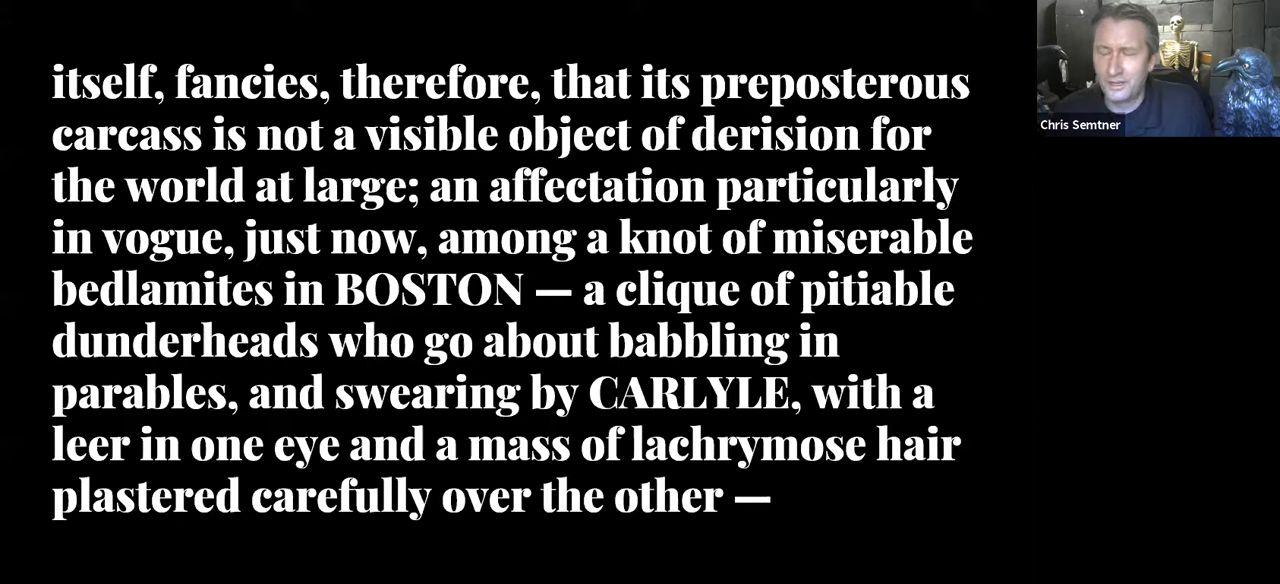 itself, fancies, therefore, that its preposterous
carcass is not a visible object of derision for
the world at large; an affectation particularly
in vogue, just now, among a knot of miserable
bedlamites in BOSTON — a clique of pitiable
dunderheads who go about babbling in
parables, and swearing by CARLYLE, with a
leer in one eye and a mass of lachrymose hair
plastered carefully over the other —
Chris Semtner